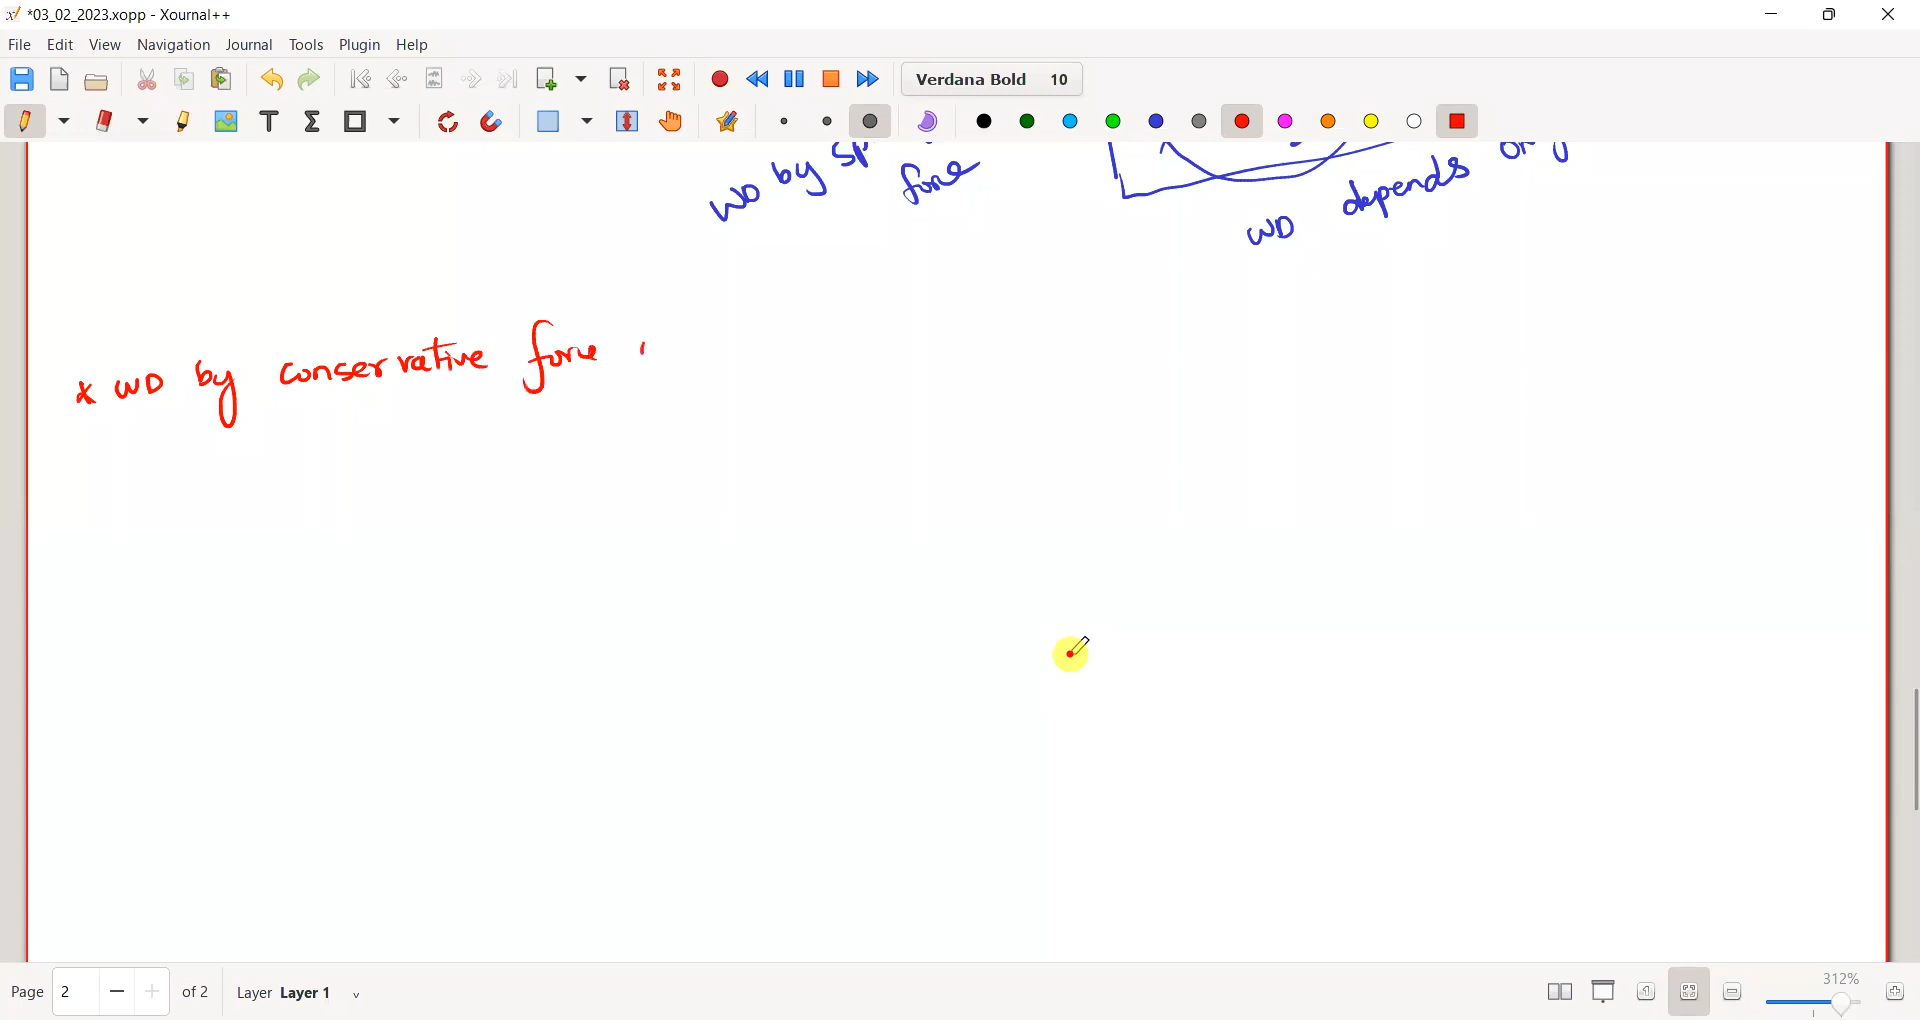 *03_02_2023.xopp - Xournal++
File Edit View Navigation Journal Tools Plugin Help
Verdana Bold 10
WD by
force
WD depends
* WD by conservative force
Page 2 of 2 Layer Layer 1
312%